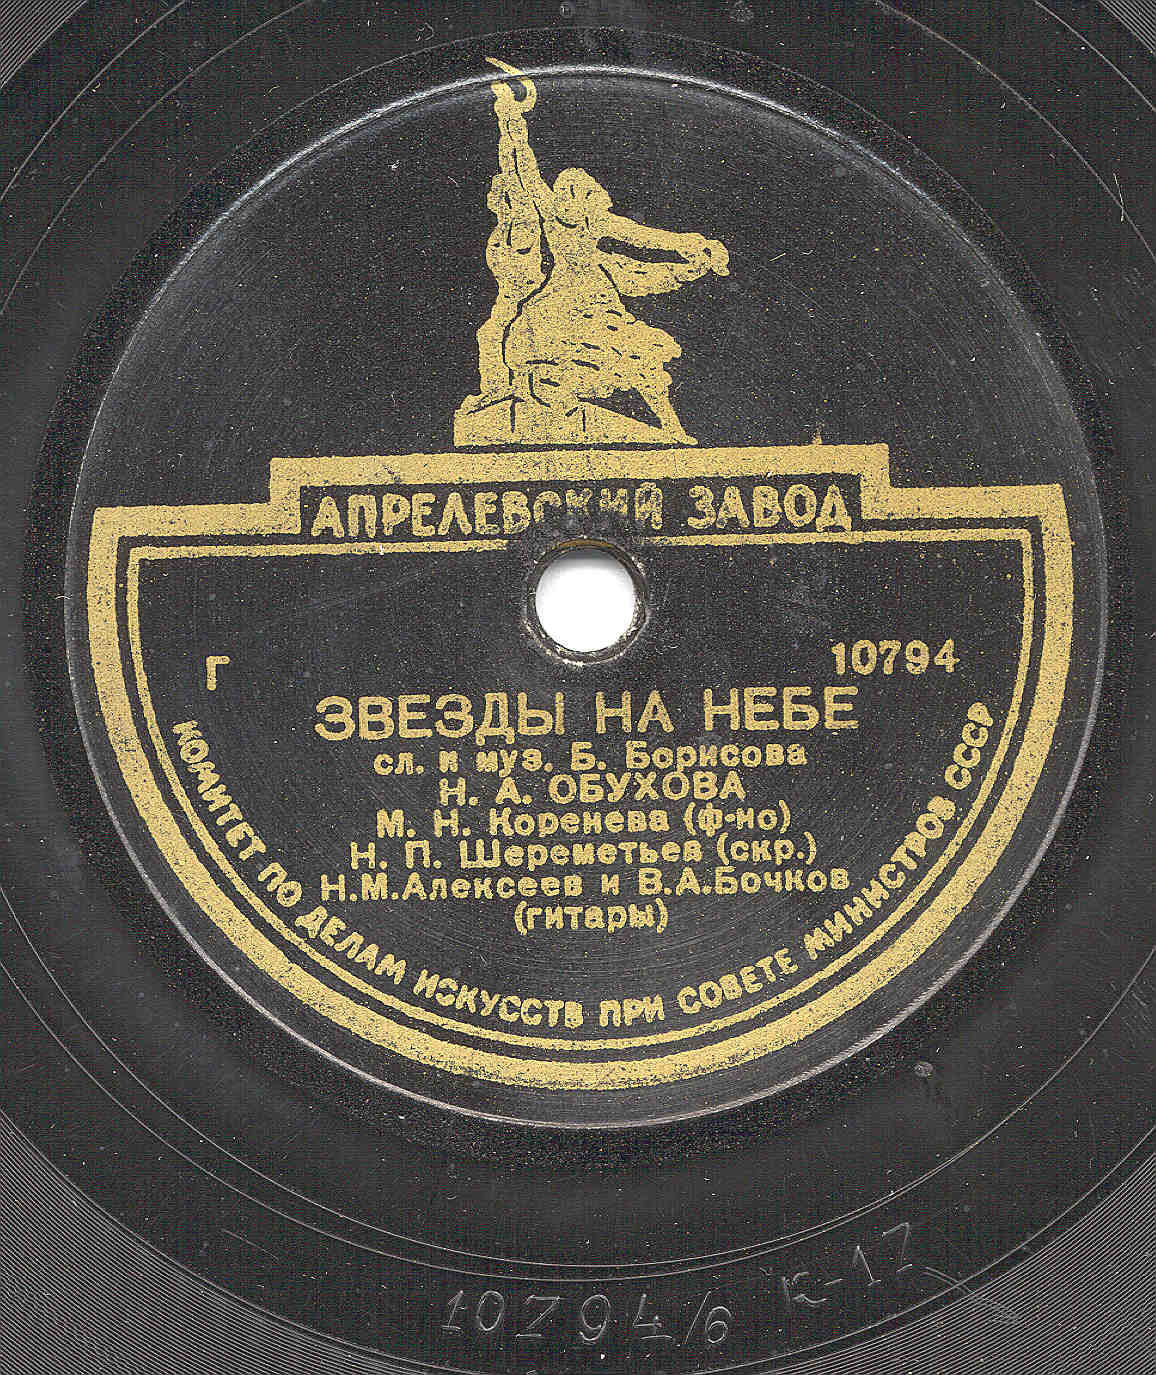 АПРЕЛЕВСКИЙ ЗАВОД
Г
10794
ЗВЕЗДЫ НА НЕБЕ
сл. и муз. Б. Борисова
Н. А. ОБУХОВА
М. Н. Коренева (ф-но)
Н. П. Шереметьев (скр.)
Н.М.Алексеев и В.А.Бочков
(гитары)
КОМИТЕТ ПО ДЕЛАМ ИСКУССТВ ПРИ СОВЕТЕ МИНИСТРОВ СССР
10794/6 К-17